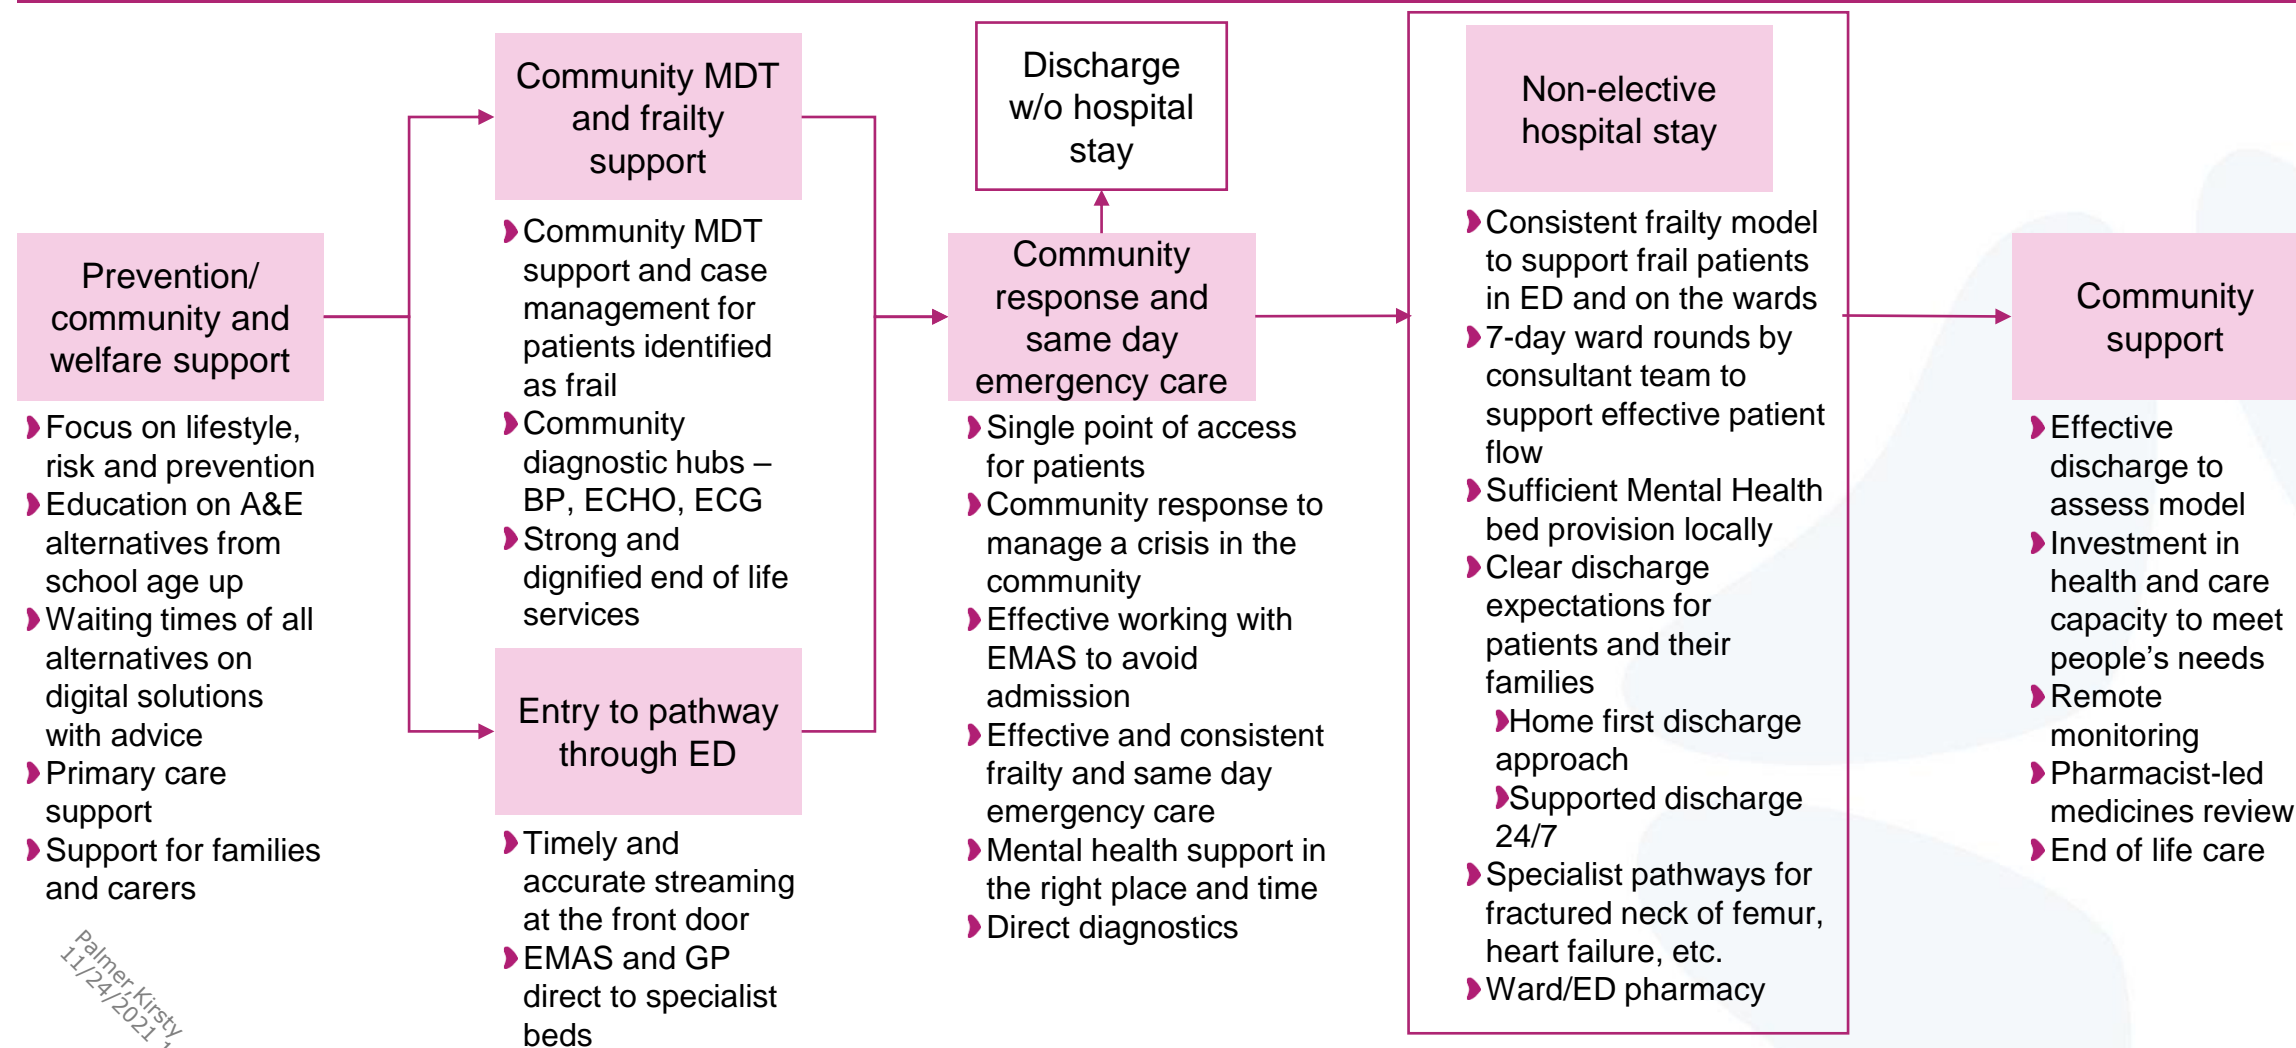 Prevention/
community and
welfare support
Focus on lifestyle,
risk and prevention
Education on A&E
alternatives from
school age up
Waiting times of all
alternatives on
digital solutions
with advice
Primary care
support
Support for families
and carers
Community MDT
and frailty
support
Community MDT
support and case
management for
patients identified
as frail
Community
diagnostic hubs –
BP, ECHO, ECG
Strong and
dignified end of life
services
Entry to pathway
through ED
Timely and
accurate streaming
at the front door
EMAS and GP
direct to specialist
beds
Discharge
w/o hospital
stay
Community
response and
same day
emergency care
Single point of access
for patients
Community response to
manage a crisis in the
community
Effective working with
EMAS to avoid
admission
Effective and consistent
frailty and same day
emergency care
Mental health support in
the right place and time
Direct diagnostics
Non-elective
hospital stay
Consistent frailty model
to support frail patients
in ED and on the wards
7-day ward rounds by
consultant team to
support effective patient
flow
Sufficient Mental Health
bed provision locally
Clear discharge
expectations for
patients and their
families
Home first discharge
approach
Supported discharge
24/7
Specialist pathways for
fractured neck of femur,
heart failure, etc.
Ward/ED pharmacy
Community
support
Effective
discharge to
assess model
Investment in
health and care
capacity to meet
people’s needs
Remote
monitoring
Pharmacist-led
medicines review
End of life care
Palmer,Kirsty
11/24/2021